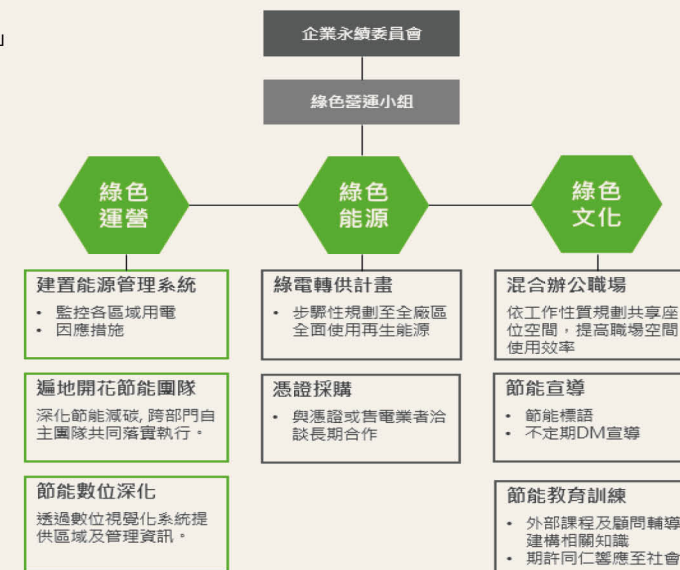 」
企業永續委員會
綠色營運小組
綠色
運營
綠色
能源
綠色
文化
建置能源管理系統
• 監控各區域用電
• 因應措施
遍地開花節能團隊
深化節能減碳, 跨部門自
主團隊共同落實執行。
節能數位深化
透過數位視覺化系統提
供區域及管理資訊。
綠電轉供計畫
• 步驟性規劃至全廠區
全面使用再生能源
憑證採購
• 與憑證或售電業者洽
談長期合作
混合辦公職場
依工作性質規劃共享座
位空間，提高職場空間
使用效率
節能宣導
• 節能標語
• 不定期DM宣導
節能教育訓練
• 外部課程及顧問輔導
建構相關知識
• 期許同仁響應至社會